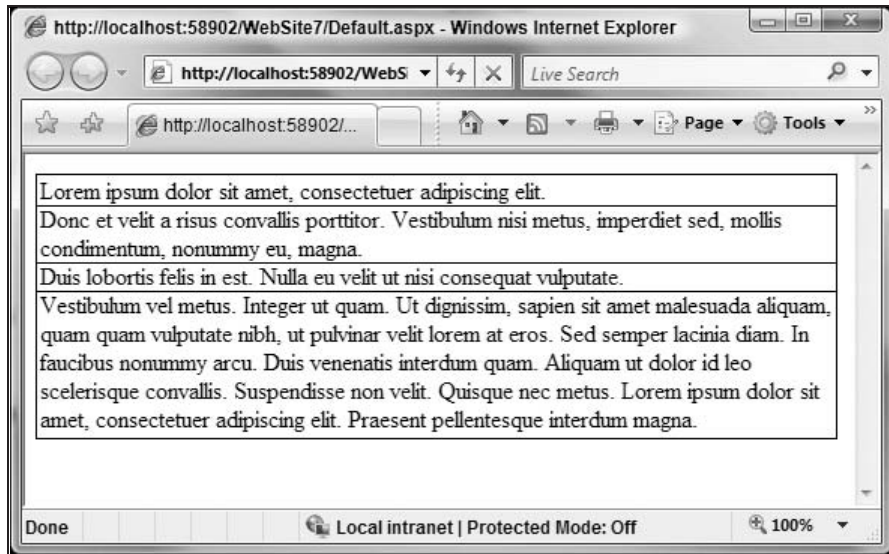 http://localhost:58902/WebSite7/Default.aspx - Windows Internet Explorer
http://localhost:58902/WebSi
Live Search
http://localhost:58902/...
Page
Tools
Lorem ipsum dolor sit amet, consectetuer adipiscing elit.
Donc et velit a risus convallis porttitor. Vestibulum nisi metus, imperdiet sed, mollis
condimentum, nonummy eu, magna.
Duis lobortis felis in est. Nulla eu velit ut nisi consequat vulputate.
Vestibulum vel metus. Integer ut quam. Ut dignissim, sapien sit amet malesuada aliquam,
quam quam vulputate nibh, ut pulvinar velit lorem at eros. Sed semper lacinia diam. In
faucibus nonummy arcu. Duis venenatis interdum quam. Aliquam ut dolor id leo
scelerisque convallis. Suspendisse non velit. Quisque nec metus. Lorem ipsum dolor sit
amet, consectetuer adipiscing elit. Praesent pellentesque interdum magna.
Done
Local intranet | Protected Mode: Off
100%